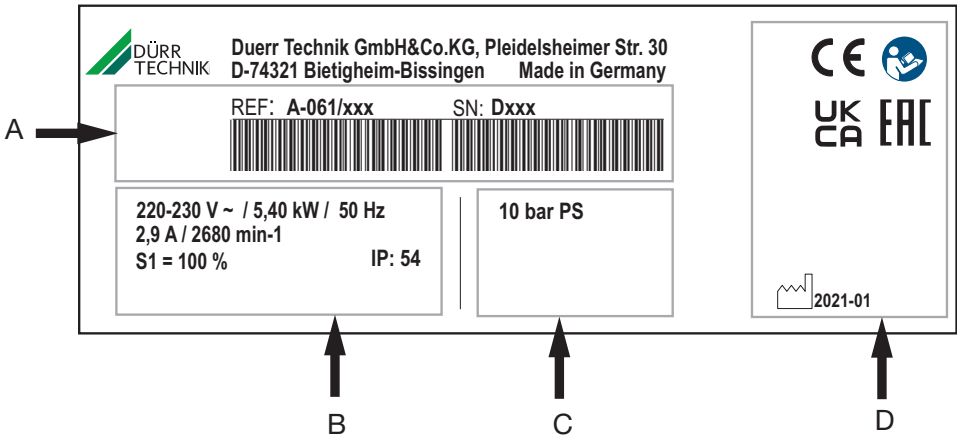 DÜRR
TECHNIK
Duerr Technik GmbH&Co.KG, Pleidelsheimer Str. 30
D-74321 Bietigheim-Bissingen Made in Germany
REF: A-061/xxx SN: Dxxx
220-230 V ~ / 5,40 kW / 50 Hz
2,9 A / 2680 min-1
S1 = 100 % IP: 54
10 bar PS
CE
UK
CA
EAC
2021-01
A
B
C
D